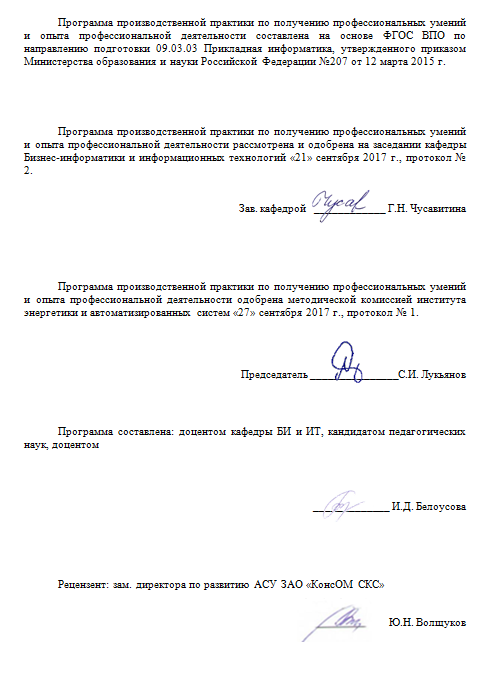 Программа производственной практики по получению профессиональных умений
и опыта профессиональной деятельности составлена на основе ФГОС ВПО по
направлению подготовки 09.03.03 Прикладная информатика, утвержденного приказом
Министерства образования и науки Российской Федерации №207 от 12 марта 2015 г.
Программа производственной практики по получению профессиональных умений
и опыта профессиональной деятельности рассмотрена и одобрена на заседании кафедры
Бизнес-информатики и информационных технологий «21» сентября 2017 г., протокол №
2.
Зав. кафедрой Чусав Г.Н. Чусавитина
Программа производственной практики по получению профессиональных умений
и опыта профессиональной деятельности одобрена методической комиссией института
энергетики и автоматизированных систем «27» сентября 2017 г., протокол № 1.
Председатель С.И. Лукьянов
Программа составлена: доцентом кафедры БИ и ИТ, кандидатом педагогических
наук, доцентом
И.Д. Белоусова
Рецензент: зам. директора по развитию АСУ ЗАО «КонсОМ СКС»
Ю.Н. Волщуков